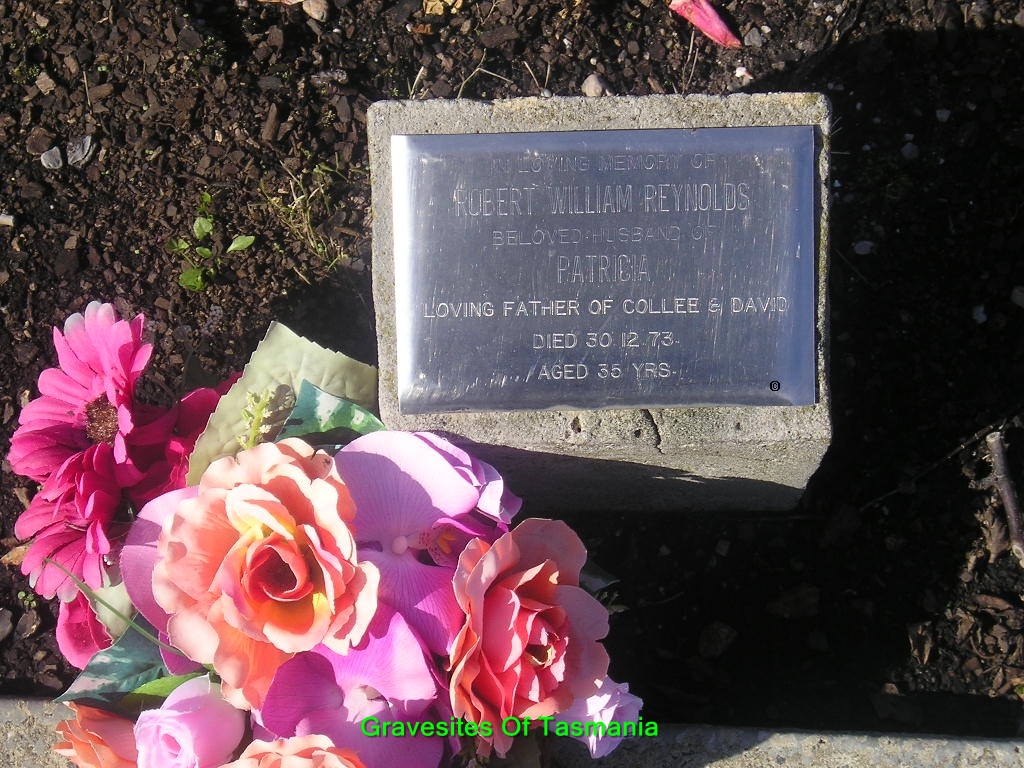 IN LOVING MEMORY OF
ROBERT WILLIAM REYNOLDS
BELOVED HUSBAND OF
PATRICIA
LOVING FATHER OF COLLEE & DAVID
DIED 30.12.73.
AGED 35 YRS.
©
Gravesites Of Tasmania